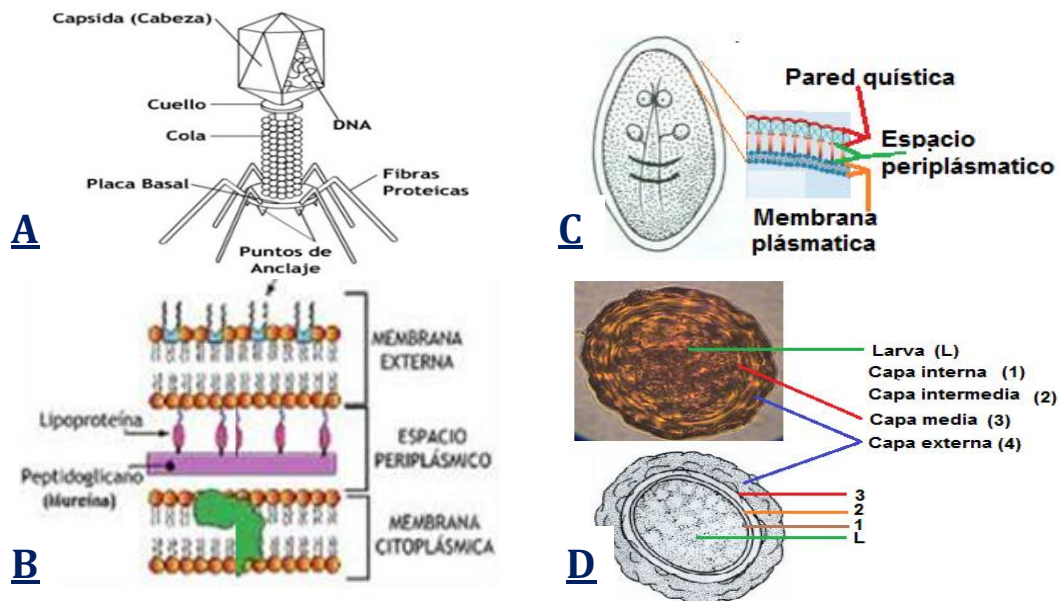 Capsida (Cabeza)
Cuello
DNA
Cola
Placa Basal
Fibras
Proteicas
Puntos de
Anclaje
A
MEMBRANA
EXTERNA
Lipoproteína
ESPACIO
PERIPLÁSMICO
Peptidoglicano
(Mureína)
MEMBRANA
CITOPLÁSMICA
B
Pared quística
Espacio
periplásmatico
Membrana
plásmatica
C
Larva (L)
Capa interna (1)
Capa intermedia (2)
Capa media (3)
Capa externa (4)
3
2
1
L
D